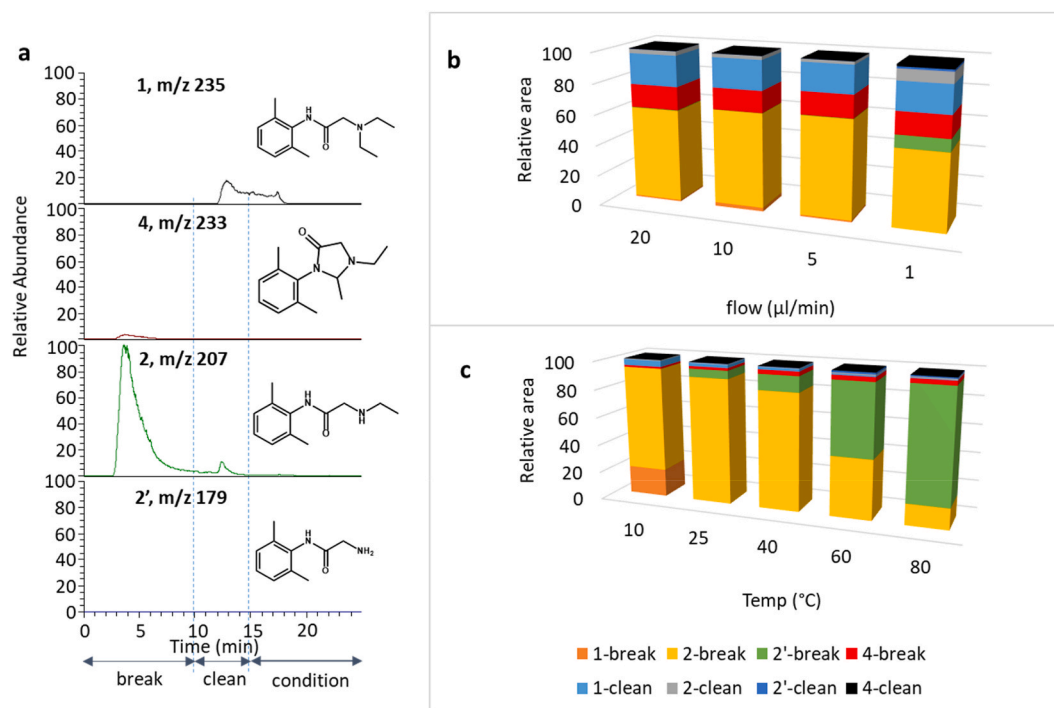 a
1, m/z 235
100
80
60
40
20
H
N
N
O
4, m/z 233
100
80
60
40
20
O
N
N
Relative Abundance
2, m/z 207
100
80
60
40
20
H
N
O
N
H
2’, m/z 179
100
80
60
40
20
0
H
N
O
NH₂
0 5 10 15 20
Time (min)
break clean condition
b
Relative area
100
80
60
40
20
0
20 10 5 1
flow (µl/min)
c
Relative area
100
80
60
40
20
0
10 25 40 60 80
Temp (°C)
1-break 2-break 2'-break 4-break
1-clean 2-clean 2'-clean 4-clean